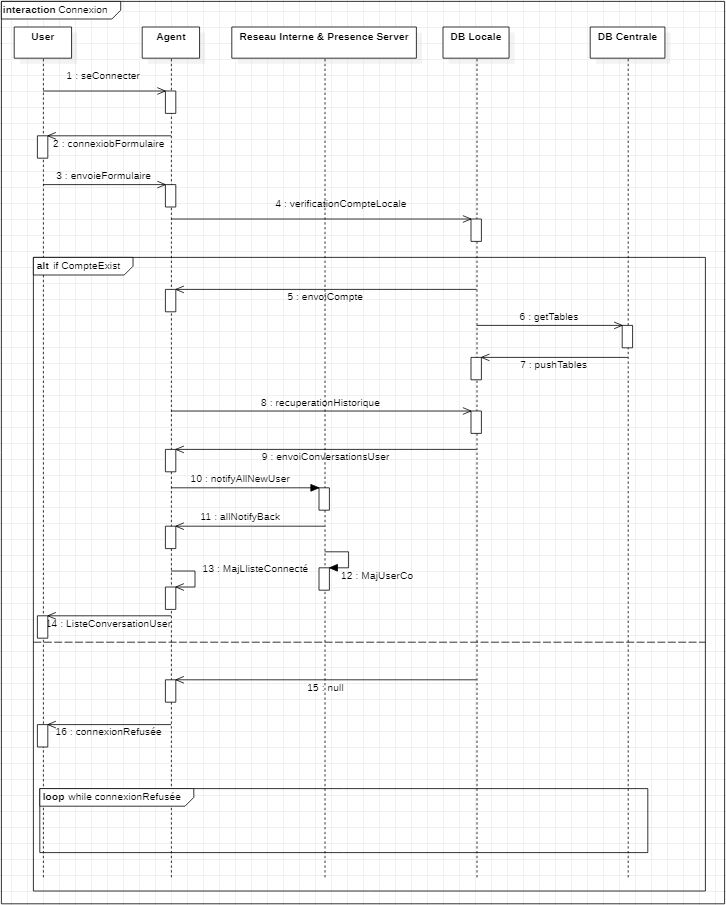 interaction Connexion
User
Agent
Reseau Interne & Presence Server
DB Locale
DB Centrale
1 : seConnecter
2 : connexiobFormulaire
3 : envoieFormulaire
4 : verificationCompteLocale
alt if CompteExist
5 : envoiCompte
6 : getTables
7 : pushTables
8 : recuperationHistorique
9 : envoiConversationsUser
10 : notifyAllNewUser
11 : allNotifyBack
13 : MajLlisteConnecté
12 : MajUserCo
14 : ListeConversationUser
15 : null
16 : connexionRefusée
loop while connexionRefusée